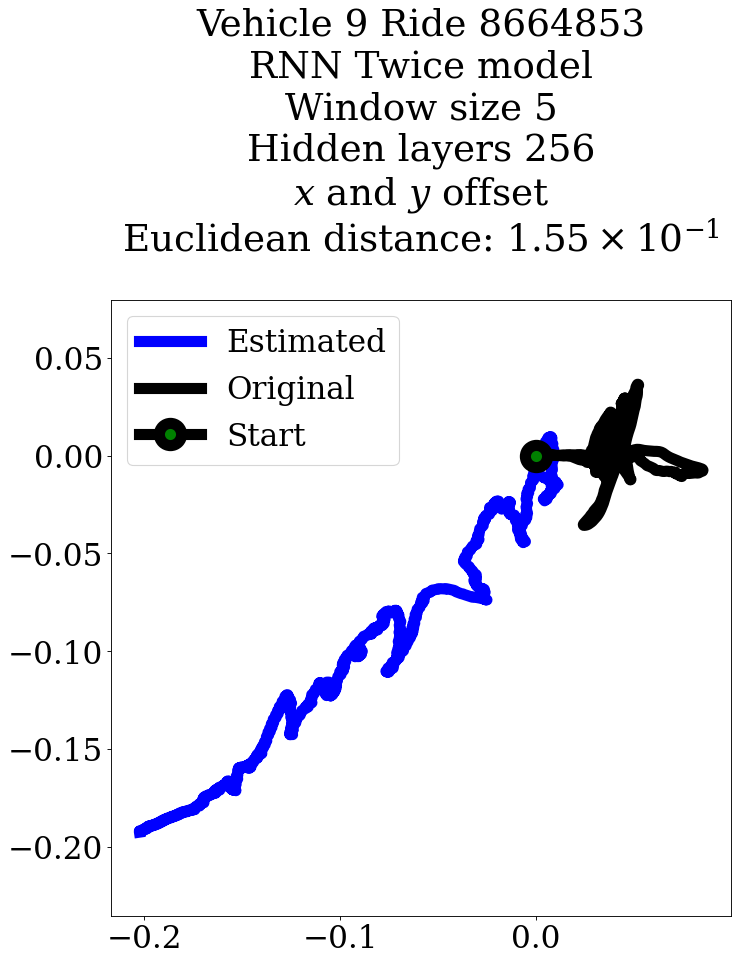 Vehicle 9 Ride 8664853
RNN Twice model
Window size 5
Hidden layers 256
x and y offset
Euclidean distance: 1.55 × 10⁻¹
Estimated
Original
Start
0.05
0.00
−0.05
−0.10
−0.15
−0.20
−0.2
−0.1
0.0